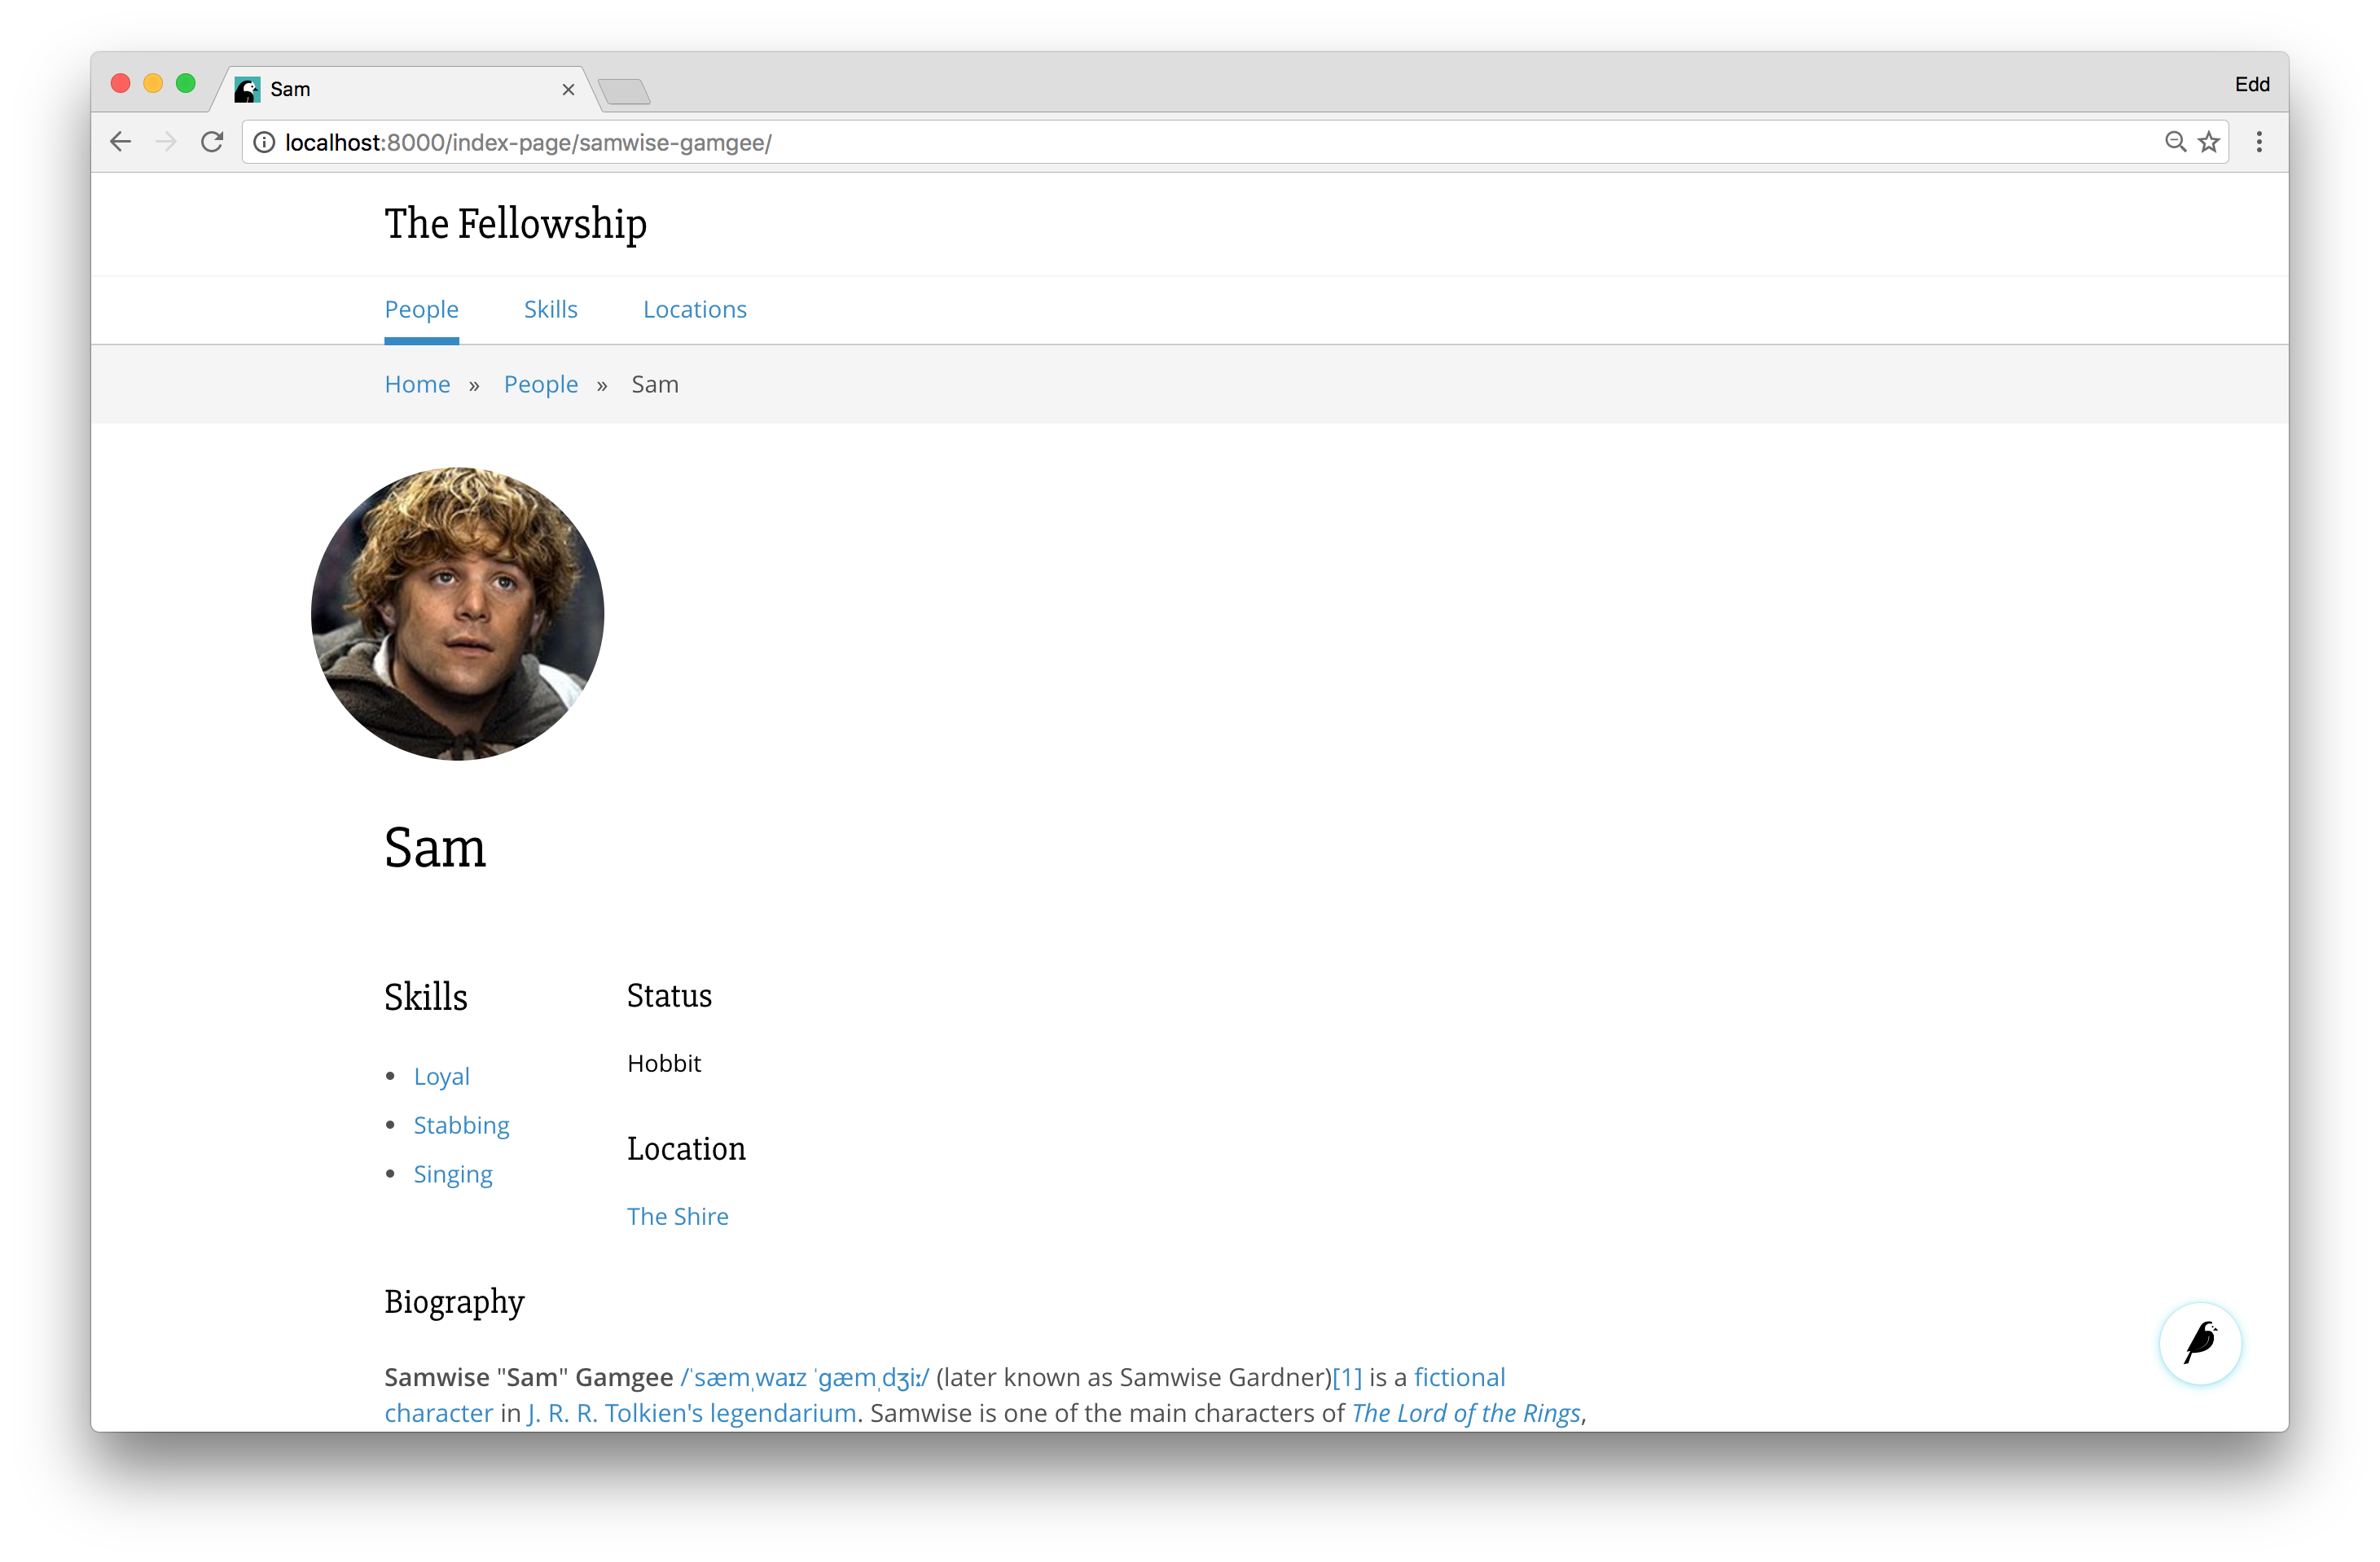 Sam
Edd
localhost:8000/index-page/samwise-gamgee/
The Fellowship
People Skills Locations
Home » People » Sam
Sam
Skills
Loyal
Stabbing
Singing
Status
Hobbit
Location
The Shire
Biography
Samwise "Sam" Gamgee /ˈsæmˌwaɪz ˈɡæmˌdʒiː/ (later known as Samwise Gardner)[1] is a fictional
character in J. R. R. Tolkien's legendarium. Samwise is one of the main characters of The Lord of the Rings,